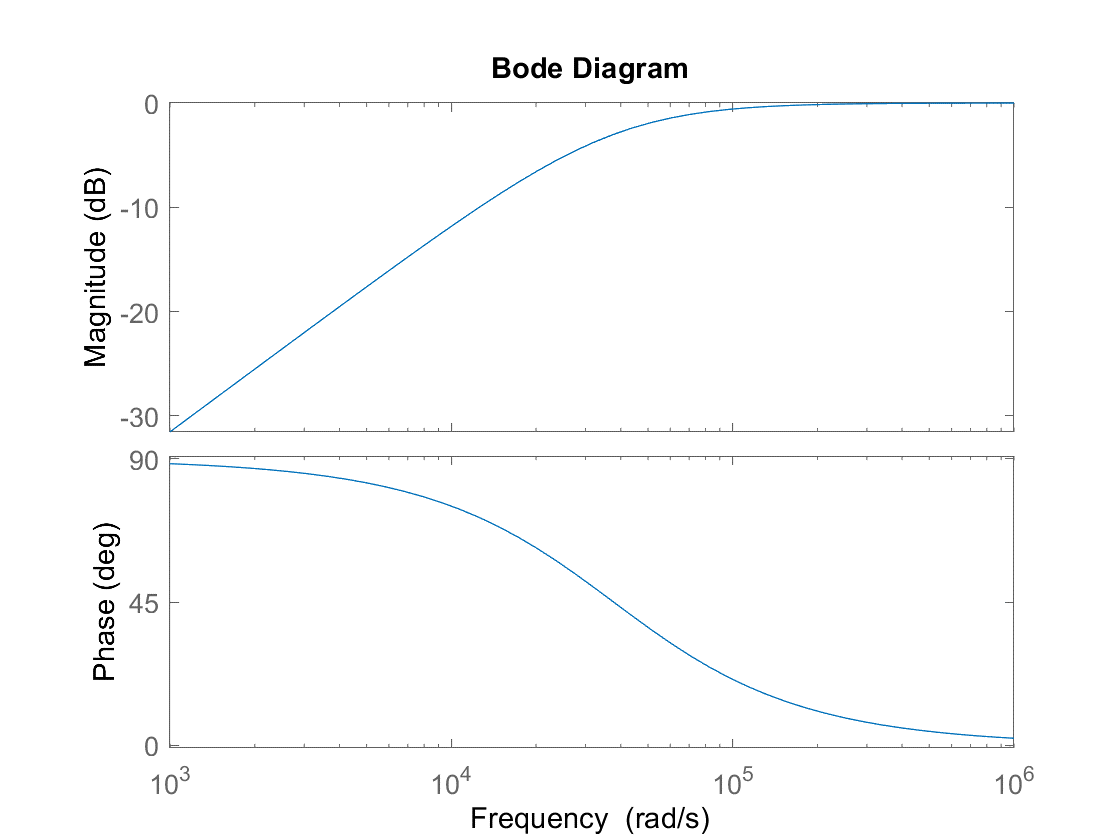 Bode Diagram
Magnitude (dB)
0
-10
-20
-30
Phase (deg)
90
45
0
10^3 10^4 10^5 10^6
Frequency (rad/s)